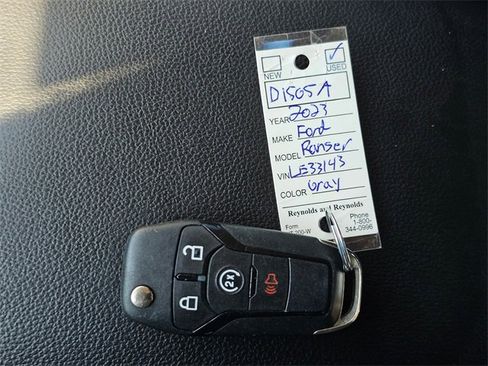 NEW USED
D1505A
YEAR 2023
MAKE Ford
MODEL Ranger
VIN LE33143
COLOR Gray
Reynolds and Reynolds
Form Phone
200-W 1-800-
344-0996
2x